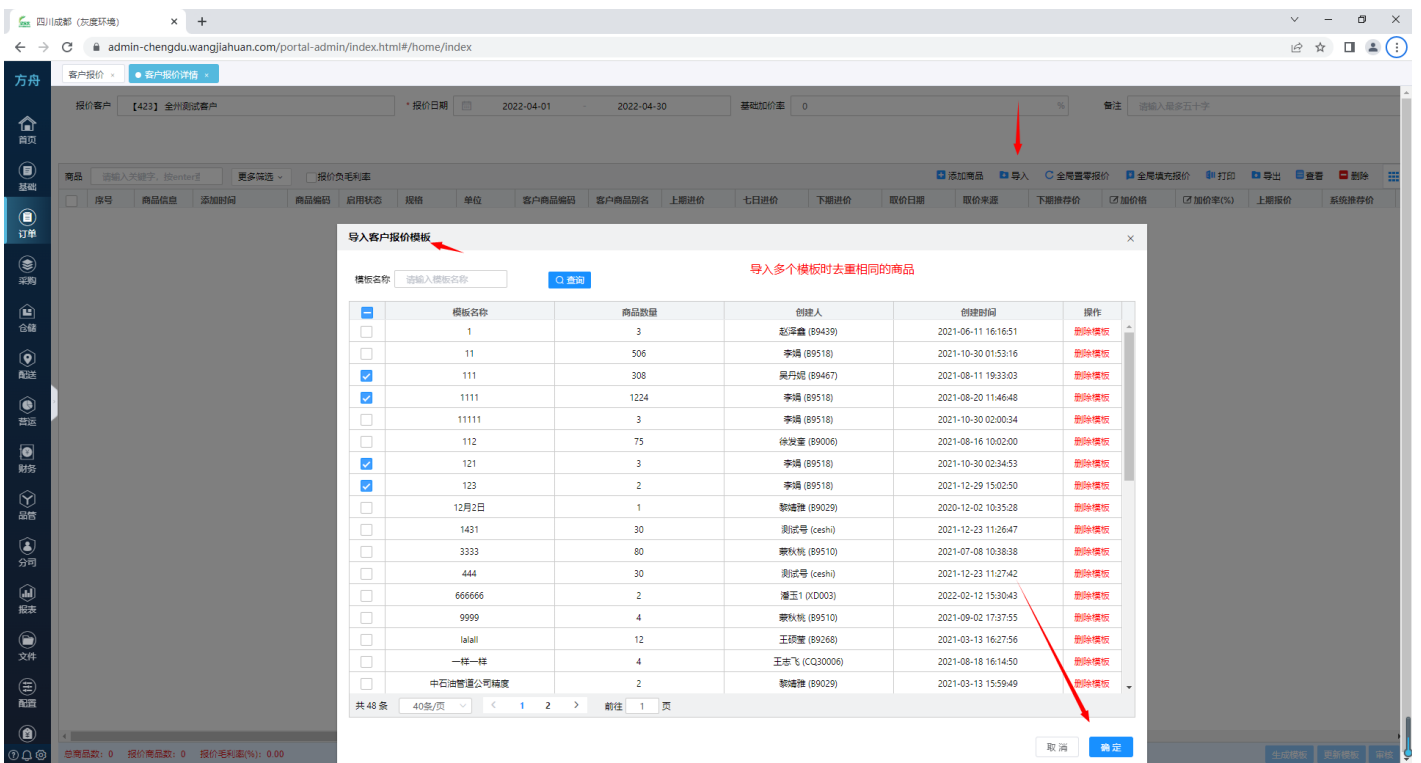 四川成都（灰度环境）
admin-chengdu.wangjiahuan.com/portal-admin/index.html#/home/index
方舟
客户报价
客户报价详情
报价客户 【423】全州测试客户 * 报价日期 2022-04-01 - 2022-04-30 基础加价率 0 % 备注 请输入最多五十字
商品 请输入关键字，按enter查 更多筛选 报价负毛利率 添加商品 导入 全局置零报价 全局填充报价 打印 导出 查看 删除
序号 商品信息 添加时间 商品编码 启用状态 规格 单位 客户商品编码 客户商品别名 上期进价 七日进价 下期进价 取价日期 取价来源 下期推荐价 加价格 加价率(%) 上期报价 系统推荐价
首页
基础
订单
采购
仓储
配送
营运
财务
品管
分司
报表
文件
配置
导入客户报价模板
导入多个模板时去重相同的商品
模板名称 请输入模板名称 查询
模板名称 商品数量 创建人 创建时间 操作
1 3 赵泽鑫 (B9439) 2021-06-11 16:16:51 删除模板
11 506 李娟 (B9518) 2021-10-30 01:53:16 删除模板
111 308 吴丹妮 (B9467) 2021-08-11 19:33:03 删除模板
1111 1224 李娟 (B9518) 2021-08-20 11:46:48 删除模板
11111 3 李娟 (B9518) 2021-10-30 02:00:34 删除模板
112 75 徐发奎 (B9006) 2021-08-16 10:02:00 删除模板
121 3 李娟 (B9518) 2021-10-30 02:34:53 删除模板
123 2 李娟 (B9518) 2021-12-29 15:02:50 删除模板
12月2日 1 黎婧雅 (B9029) 2020-12-02 10:35:28 删除模板
1431 30 测试号 (ceshi) 2021-12-23 11:26:47 删除模板
3333 80 蒙秋桃 (B9510) 2021-07-08 10:38:38 删除模板
444 30 测试号 (ceshi) 2021-12-23 11:27:42 删除模板
666666 2 潘玉1 (XD003) 2022-02-12 15:30:43 删除模板
9999 4 蒙秋桃 (B9510) 2021-09-02 17:37:55 删除模板
lalall 12 王硕莹 (B9268) 2021-03-13 16:27:56 删除模板
一样一样 4 王志飞 (CQ30006) 2021-08-18 16:14:50 删除模板
中石油管道公司精度 2 黎婧雅 (B9029) 2021-03-13 15:59:49 删除模板
共 48 条 40条/页 1 2 前往 1 页
取 消 确 定
总商品数：0 报价商品数：0 报价毛利率(%)：0.00 生成模板 更新模板 审核